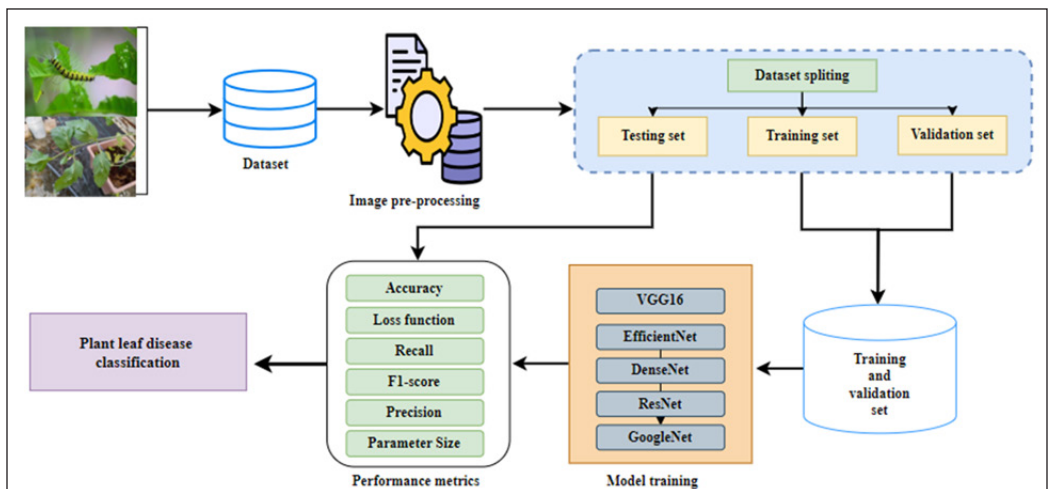 Dataset spliting
Testing set
Training set
Validation set
Dataset
Image pre-processing
Accuracy
Loss function
Recall
F1-score
Precision
Parameter Size
Performance metrics
VGG16
EfficientNet
DenseNet
ResNet
GoogleNet
Model training
Training
and
validation
set
Plant leaf disease
classification